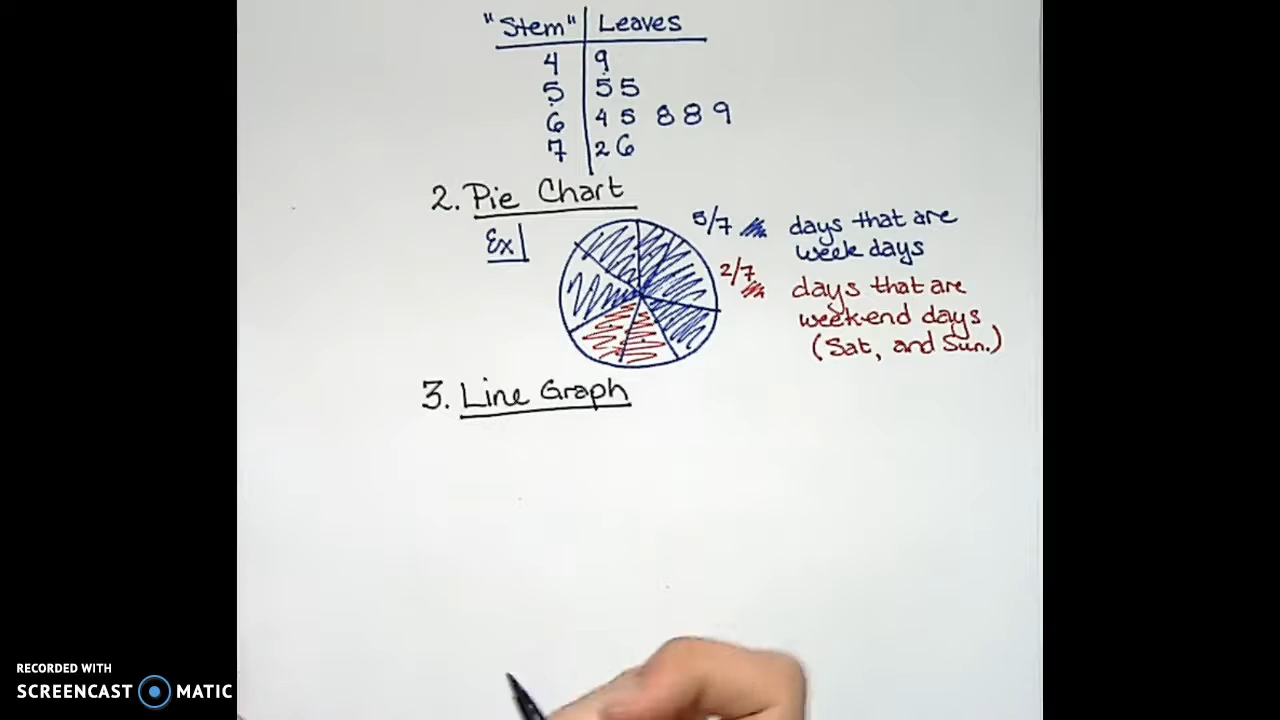 "Stem" Leaves
4 9
5 5 5
6 4 5 8 8 9
7 2 6
2. Pie Chart
Ex
5/7 days that are
week days
2/7 days that are
week-end days
(Sat, and Sun.)
3. Line Graph
RECORDED WITH
SCREENCAST MATIC